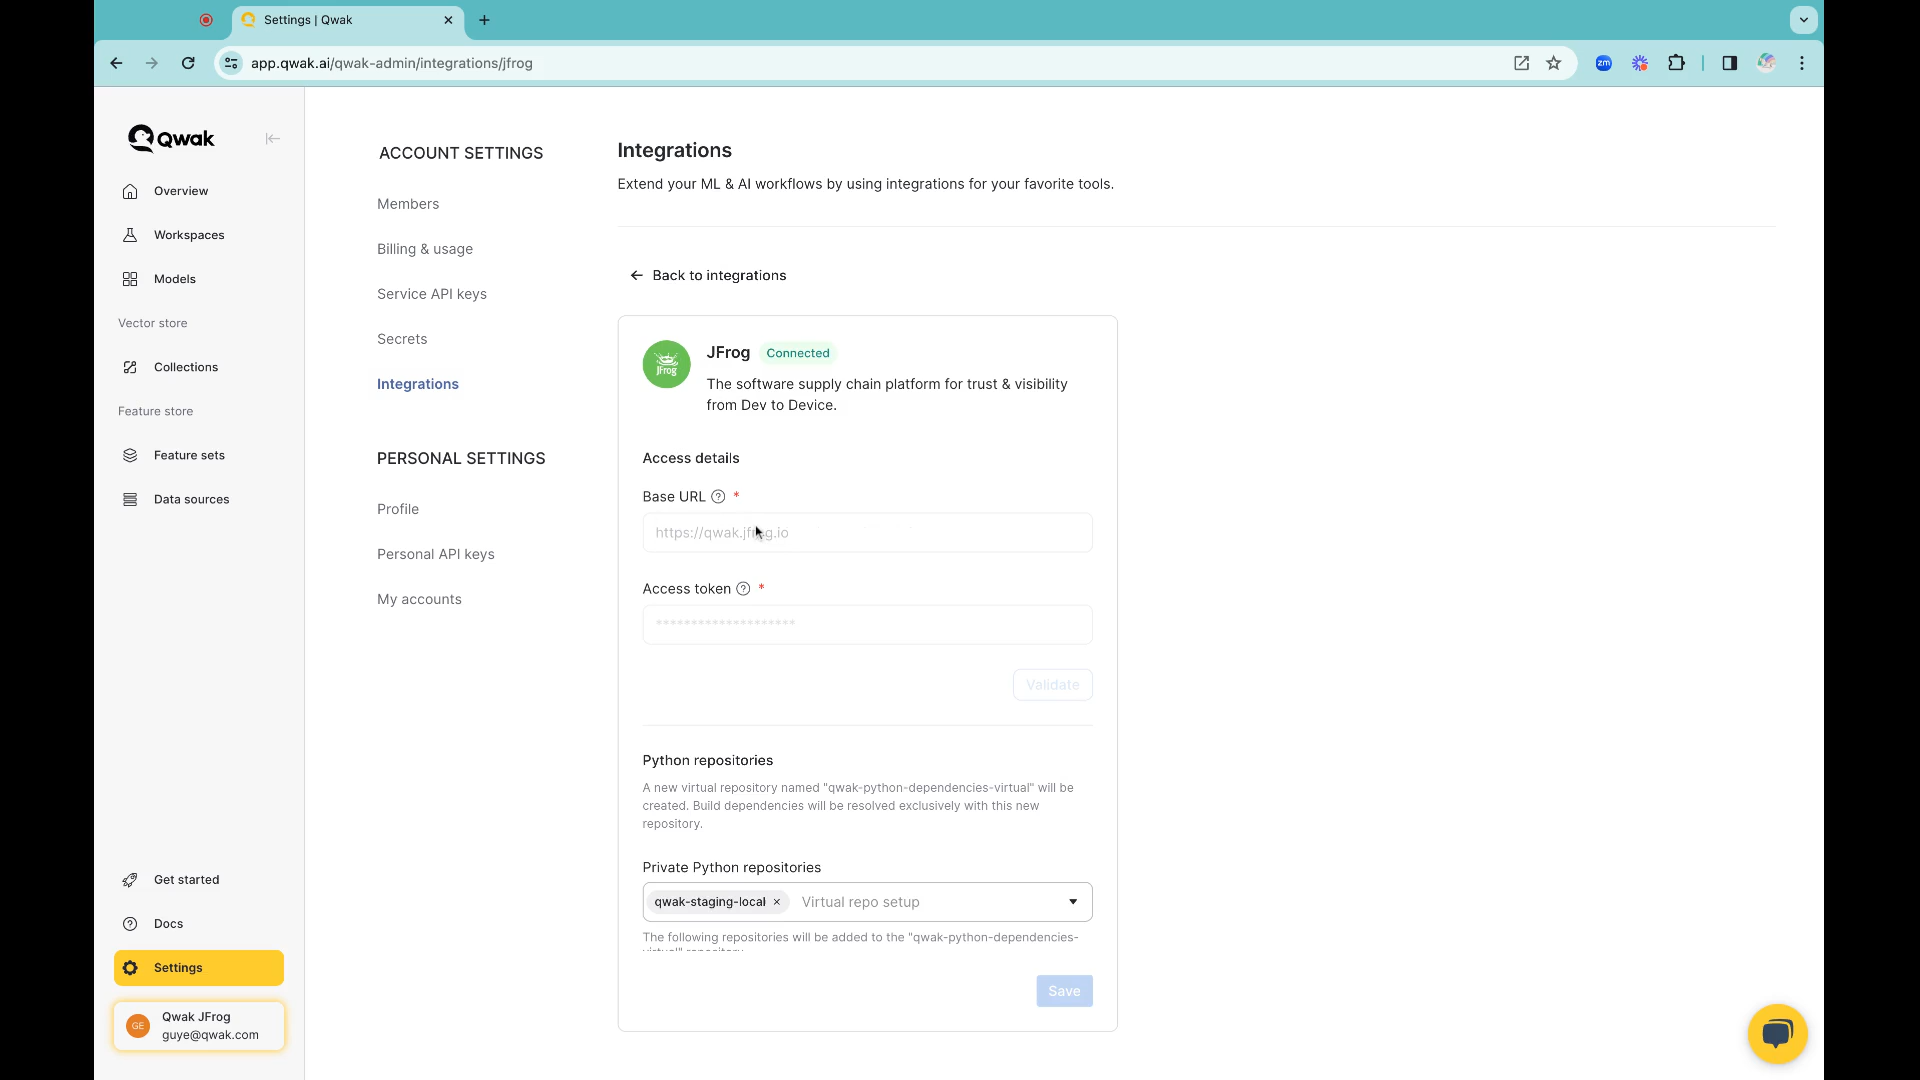 Settings | Qwak
app.qwak.ai/qwak-admin/integrations/jfrog
zm
Qwak
Overview
Workspaces
Models
Vector store
Collections
Feature store
Feature sets
Data sources
Get started
Docs
Settings
GE
Qwak JFrog
guye@qwak.com
ACCOUNT SETTINGS
Members
Billing & usage
Service API keys
Secrets
Integrations
PERSONAL SETTINGS
Profile
Personal API keys
My accounts
Integrations
Extend your ML & AI workflows by using integrations for your favorite tools.
Back to integrations
JFrog
JFrog Connected
The software supply chain platform for trust & visibility
from Dev to Device.
Access details
Base URL ? *
https://qwak.jfrog.io
Access token ? *
********************
Validate
Python repositories
A new virtual repository named "qwak-python-dependencies-virtual" will be
created. Build dependencies will be resolved exclusively with this new
repository.
Private Python repositories
qwak-staging-local × Virtual repo setup
The following repositories will be added to the "qwak-python-dependencies-
virtual" repository.
Save